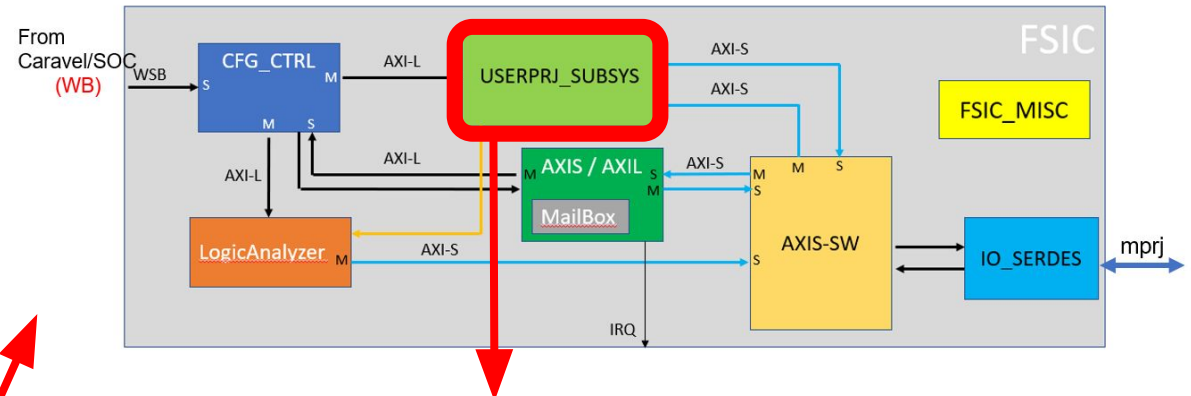 From
Caravel/SOC
(WB)
WSB
S
CFG_CTRL
M
M
S
AXI-L
USERPRJ_SUBSYS
AXI-S
AXI-S
FSIC
FSIC_MISC
AXI-L
AXI-L
M
AXIS / AXIL
S
M
MailBox
AXI-S
M
S
M
S
AXIS-SW
S
LogicAnalyzer
M
AXI-S
IO_SERDES
mprj
IRQ